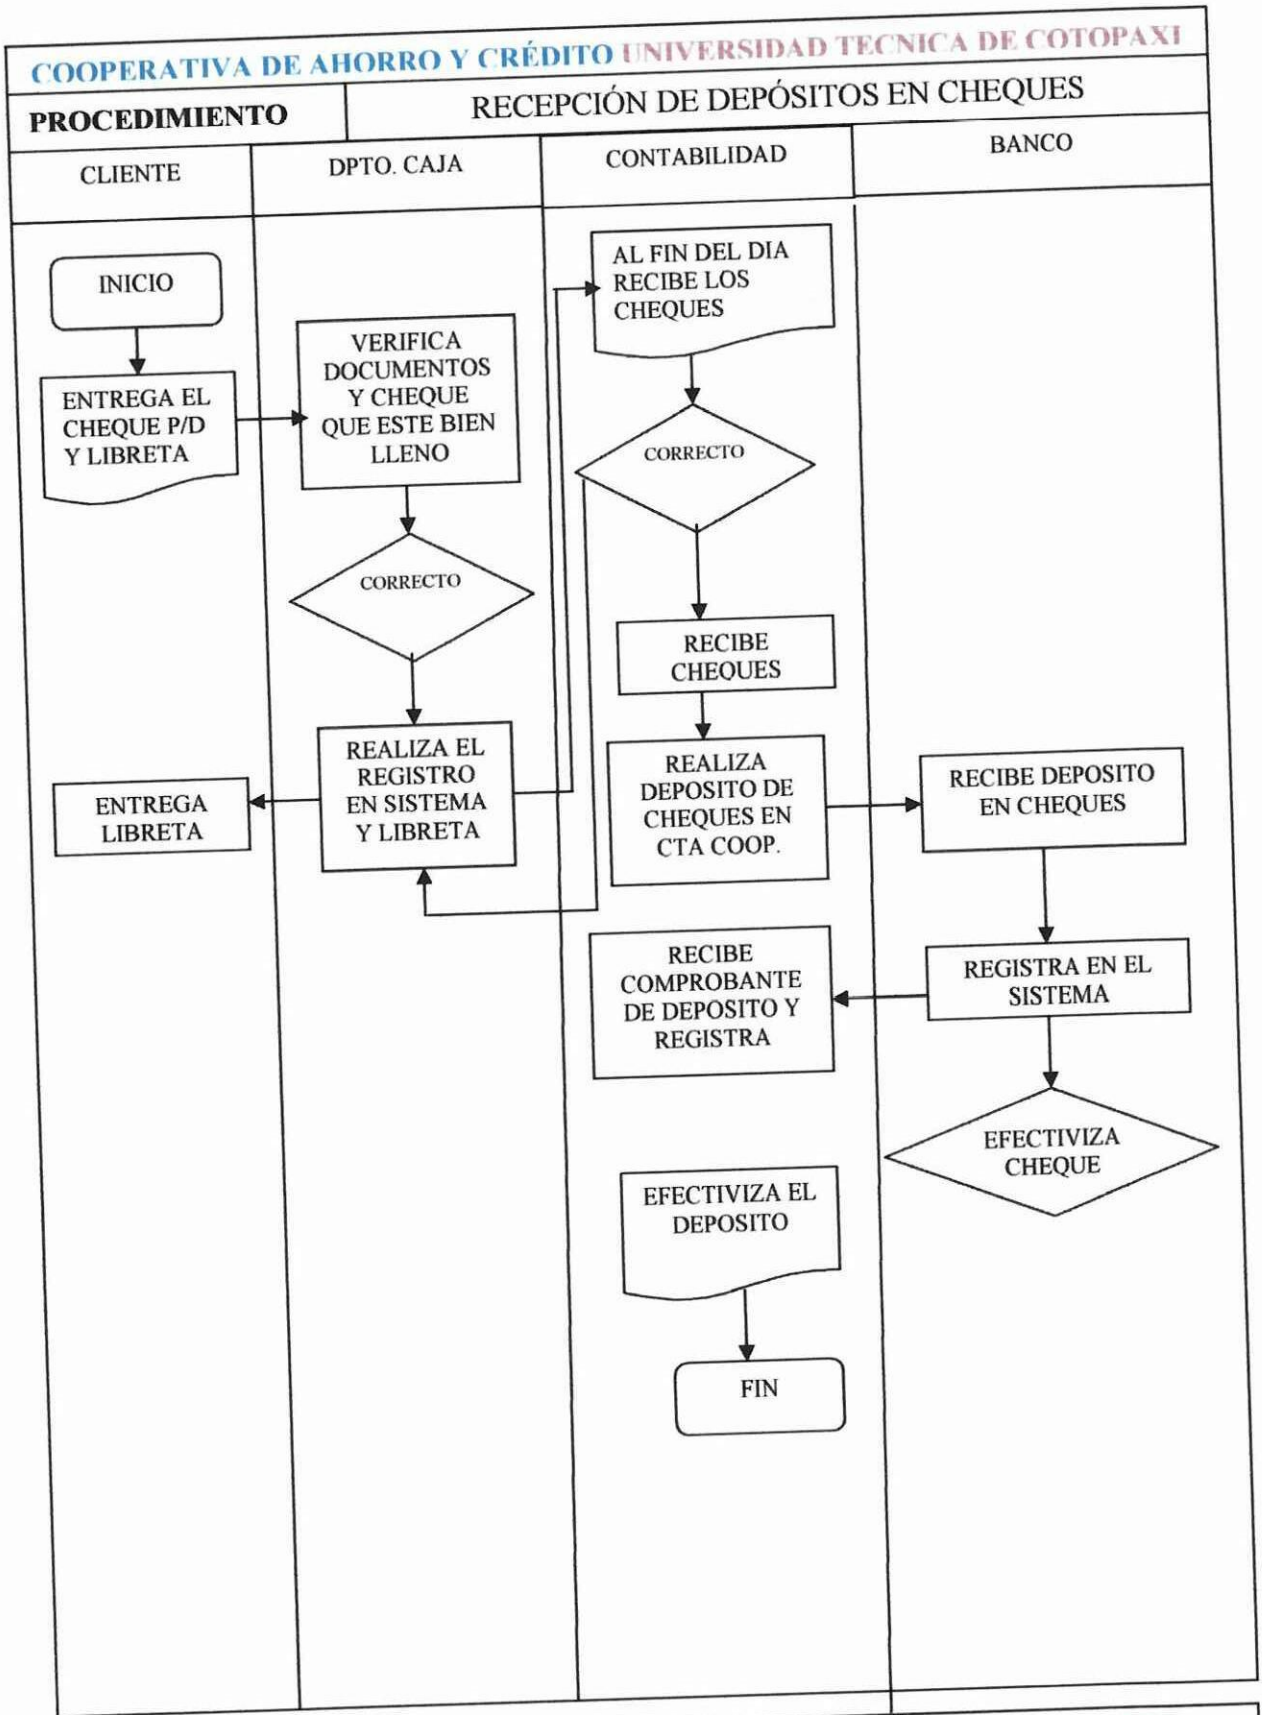 COOPERATIVA DE AHORRO Y CRÉDITO UNIVERSIDAD TECNICA DE COTOPAXI
PROCEDIMIENTO
RECEPCIÓN DE DEPÓSITOS EN CHEQUES
CLIENTE
DPTO. CAJA
CONTABILIDAD
BANCO
INICIO
ENTREGA EL
CHEQUE P/D
Y LIBRETA
VERIFICA
DOCUMENTOS
Y CHEQUE
QUE ESTE BIEN
LLENO
CORRECTO
REALIZA EL
REGISTRO
EN SISTEMA
Y LIBRETA
ENTREGA
LIBRETA
AL FIN DEL DIA
RECIBE LOS
CHEQUES
CORRECTO
RECIBE
CHEQUES
REALIZA
DEPOSITO DE
CHEQUES EN
CTA COOP.
RECIBE DEPOSITO
EN CHEQUES
REGISTRA EN EL
SISTEMA
RECIBE
COMPROBANTE
DE DEPOSITO Y
REGISTRA
EFECTIVIZA
CHEQUE
EFECTIVIZA EL
DEPOSITO
FIN